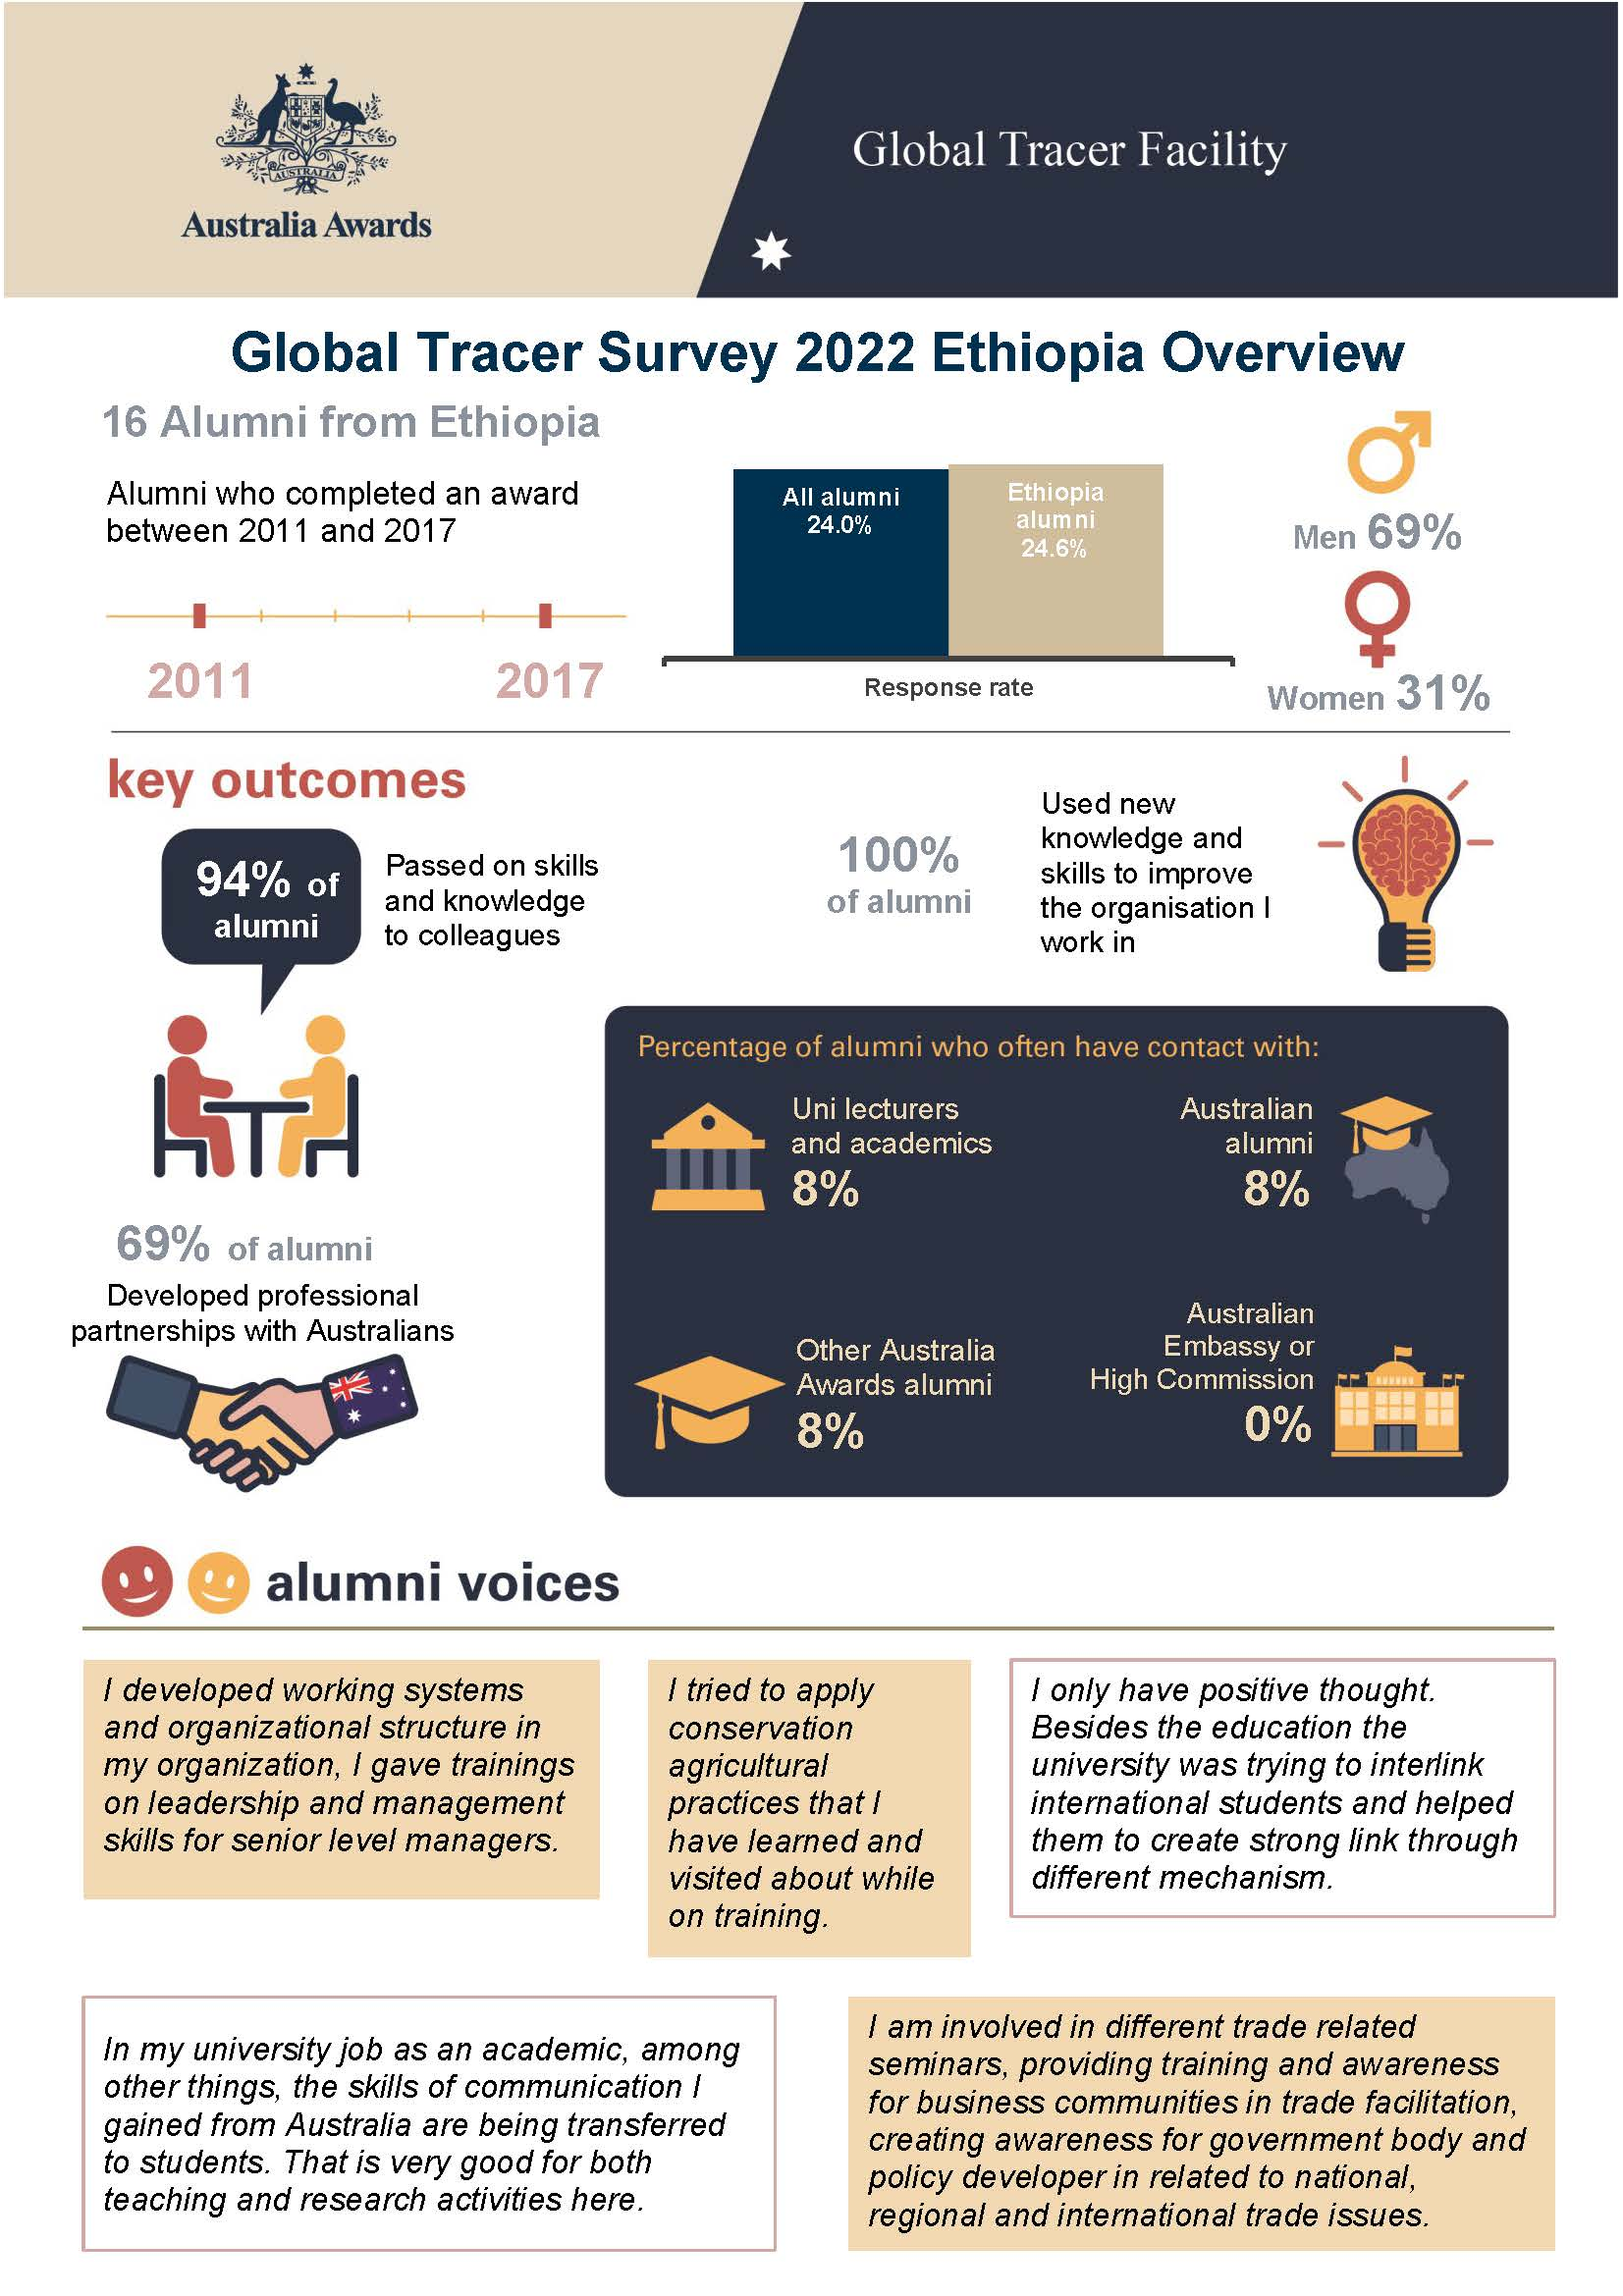 AUSTRALIA
Australia Awards
Global Tracer Facility
Global Tracer Survey 2022 Ethiopia Overview
16 Alumni from Ethiopia
Alumni who completed an award
between 2011 and 2017
2011
2017
All alumni
24.0%
Ethiopia
alumni
24.6%
Response rate
Men 69%
Women 31%
key outcomes
94% of
alumni
Passed on skills
and knowledge
to colleagues
100%
of alumni
Used new
knowledge and
skills to improve
the organisation I
work in
69% of alumni
Developed professional
partnerships with Australians
Percentage of alumni who often have contact with:
Uni lecturers
and academics
8%
Australian
alumni
8%
Other Australia
Awards alumni
8%
Australian
Embassy or
High Commission
0%
alumni voices
I developed working systems
and organizational structure in
my organization, I gave trainings
on leadership and management
skills for senior level managers.
I tried to apply
conservation
agricultural
practices that I
have learned and
visited about while
on training.
I only have positive thought.
Besides the education the
university was trying to interlink
international students and helped
them to create strong link through
different mechanism.
In my university job as an academic, among
other things, the skills of communication I
gained from Australia are being transferred
to students. That is very good for both
teaching and research activities here.
I am involved in different trade related
seminars, providing training and awareness
for business communities in trade facilitation,
creating awareness for government body and
policy developer in related to national,
regional and international trade issues.